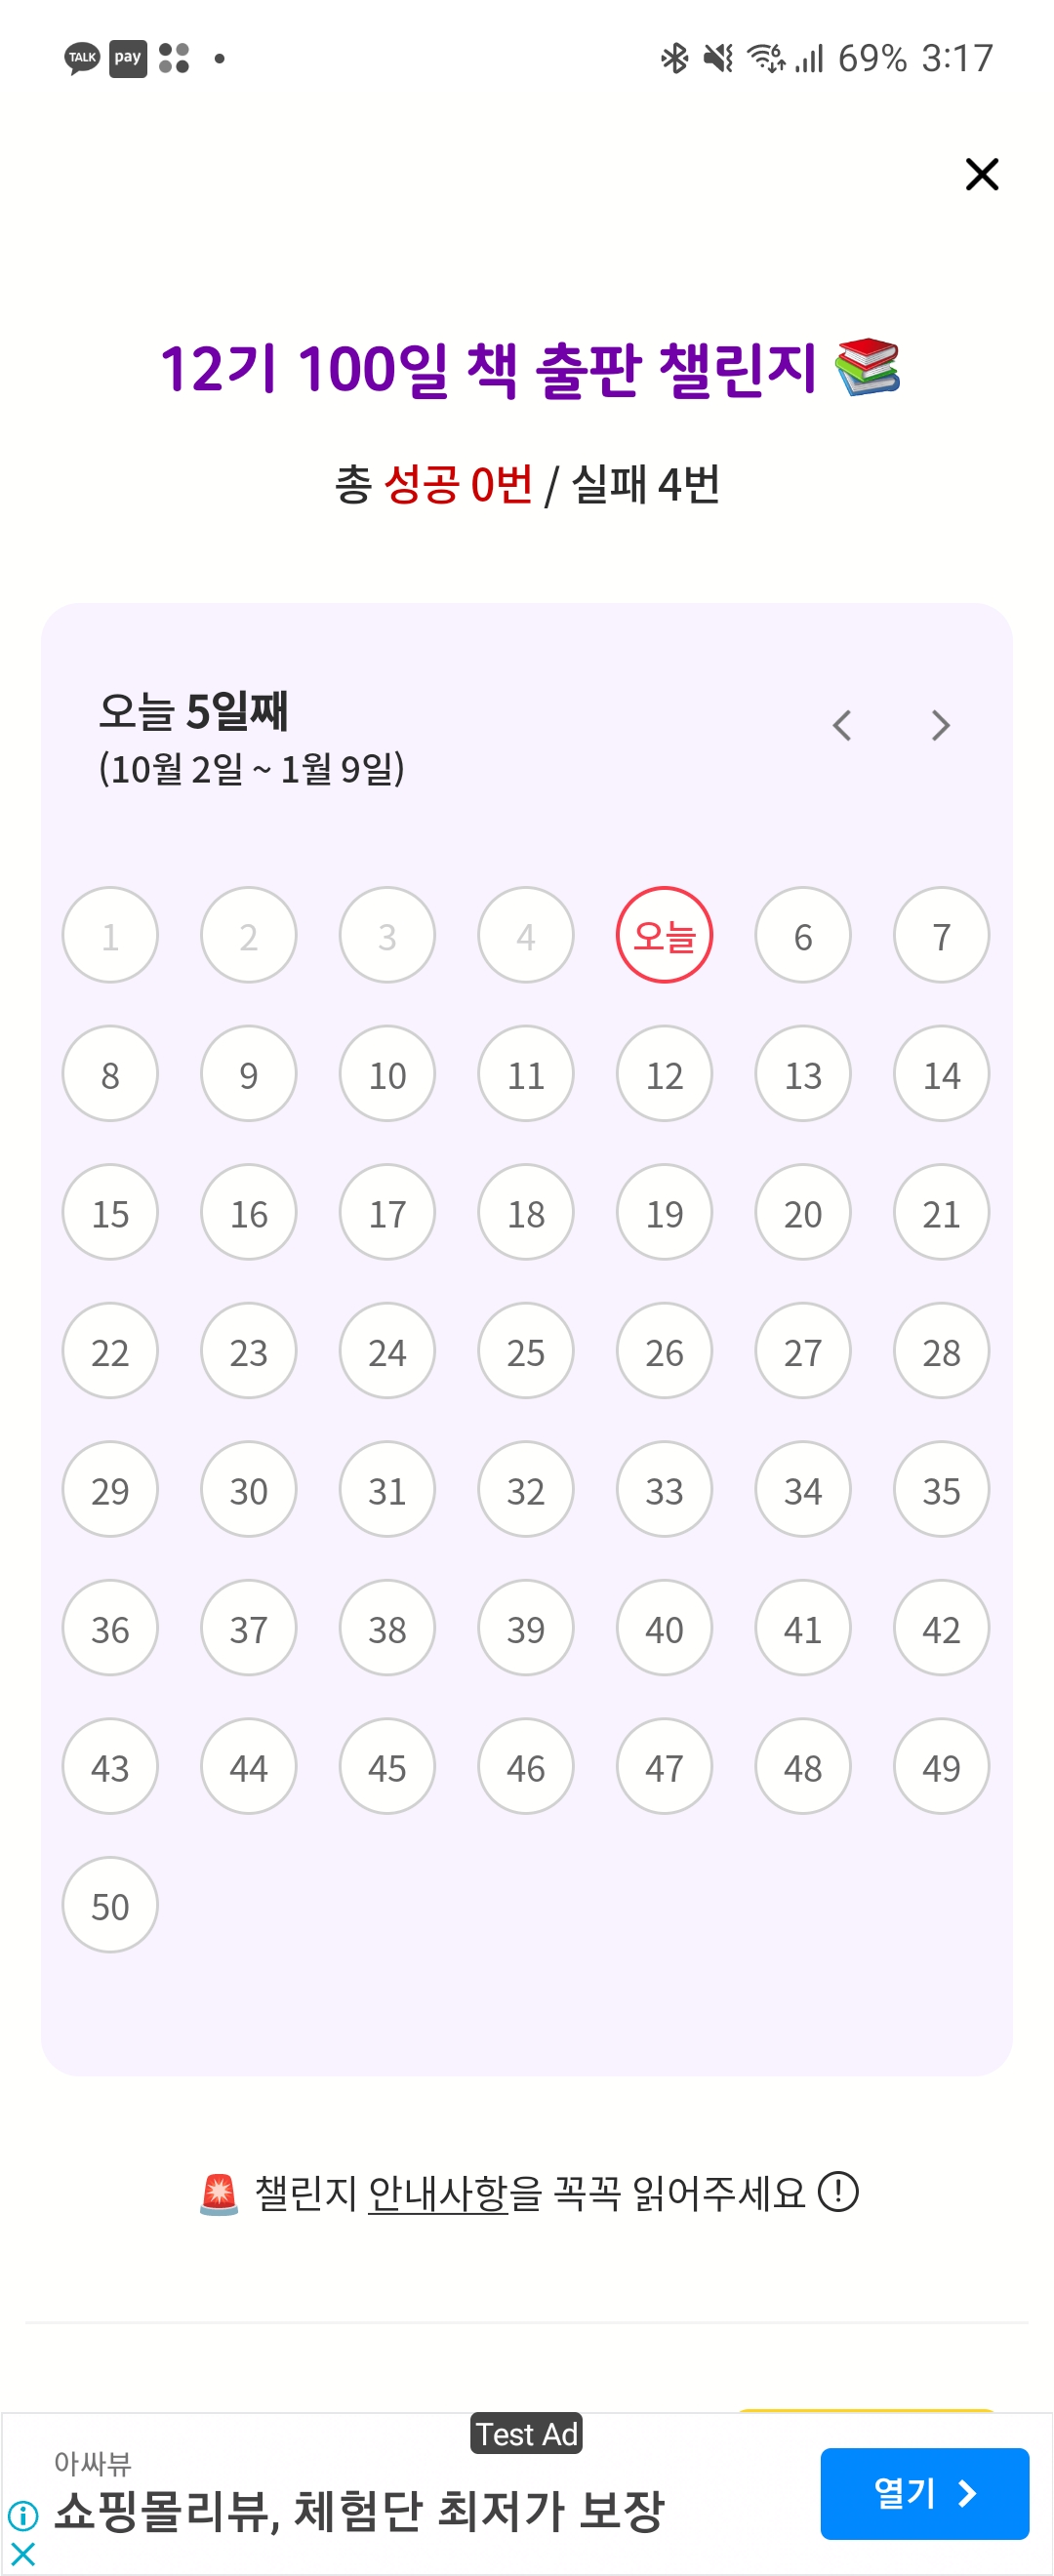 TALK pay 69% 3:17
12기 100일 책 출판 챌린지
총 성공 0번 / 실패 4번
오늘 5일째
(10월 2일 ~ 1월 9일)
1 2 3 4 오늘 6 7
8 9 10 11 12 13 14
15 16 17 18 19 20 21
22 23 24 25 26 27 28
29 30 31 32 33 34 35
36 37 38 39 40 41 42
43 44 45 46 47 48 49
50
챌린지 안내사항을 꼭꼭 읽어주세요
Test Ad
아싸뷰
쇼핑몰리뷰, 체험단 최저가 보장
열기